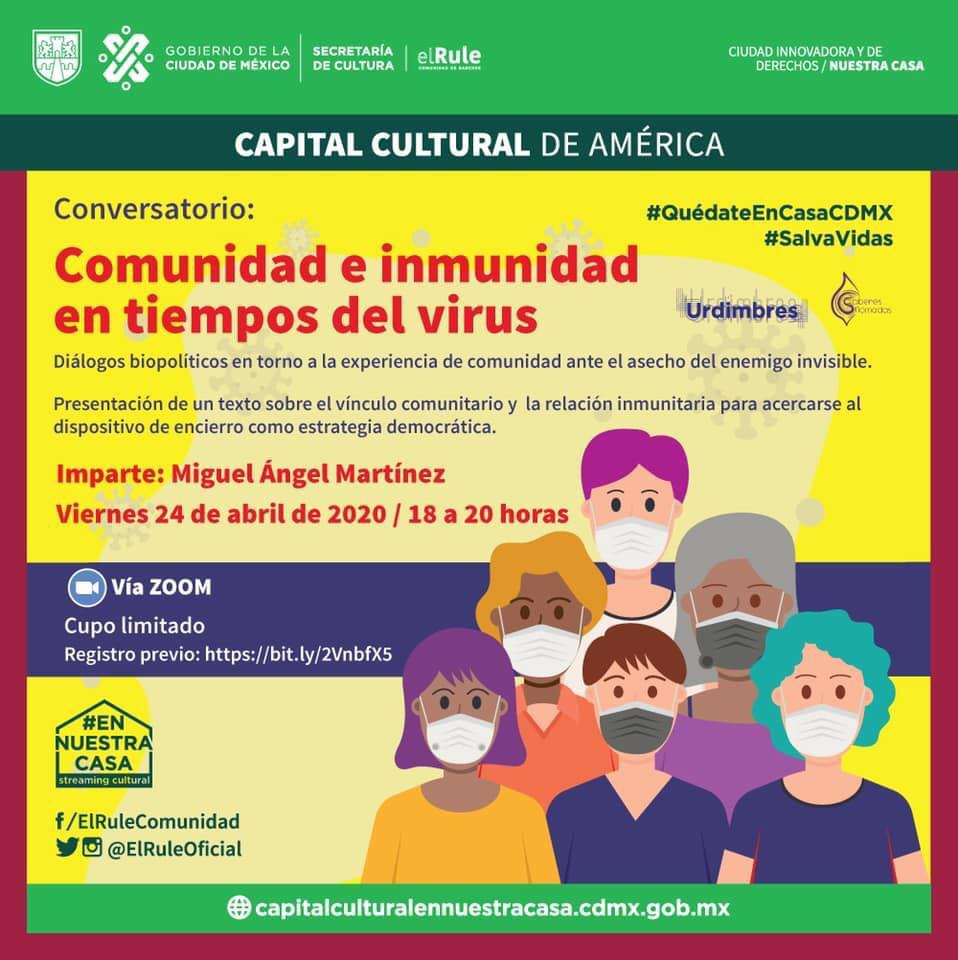 GOBIERNO DE LA
CIUDAD DE MÉXICO
SECRETARÍA
DE CULTURA
elRule
COMUNIDAD DE SABERES
CIUDAD INNOVADORA Y DE
DERECHOS / NUESTRA CASA
CAPITAL CULTURAL DE AMÉRICA
Conversatorio:
#QuédateEnCasaCDMX
#SalvaVidas
Comunidad e inmunidad
en tiempos del virus
Urdimbres
Saberes
nómadas
Diálogos biopolíticos en torno a la experiencia de comunidad ante el asecho del enemigo invisible.
Presentación de un texto sobre el vínculo comunitario y la relación inmunitaria para acercarse al
dispositivo de encierro como estrategia democrática.
Imparte: Miguel Ángel Martínez
Viernes 24 de abril de 2020 / 18 a 20 horas
Vía ZOOM
Cupo limitado
Registro previo: https://bit.ly/2VnbfX5
#EN
NUESTRA
CASA
streaming cultural
f/ElRuleComunidad
@ElRuleOficial
capitalculturalennuestracasa.cdmx.gob.mx